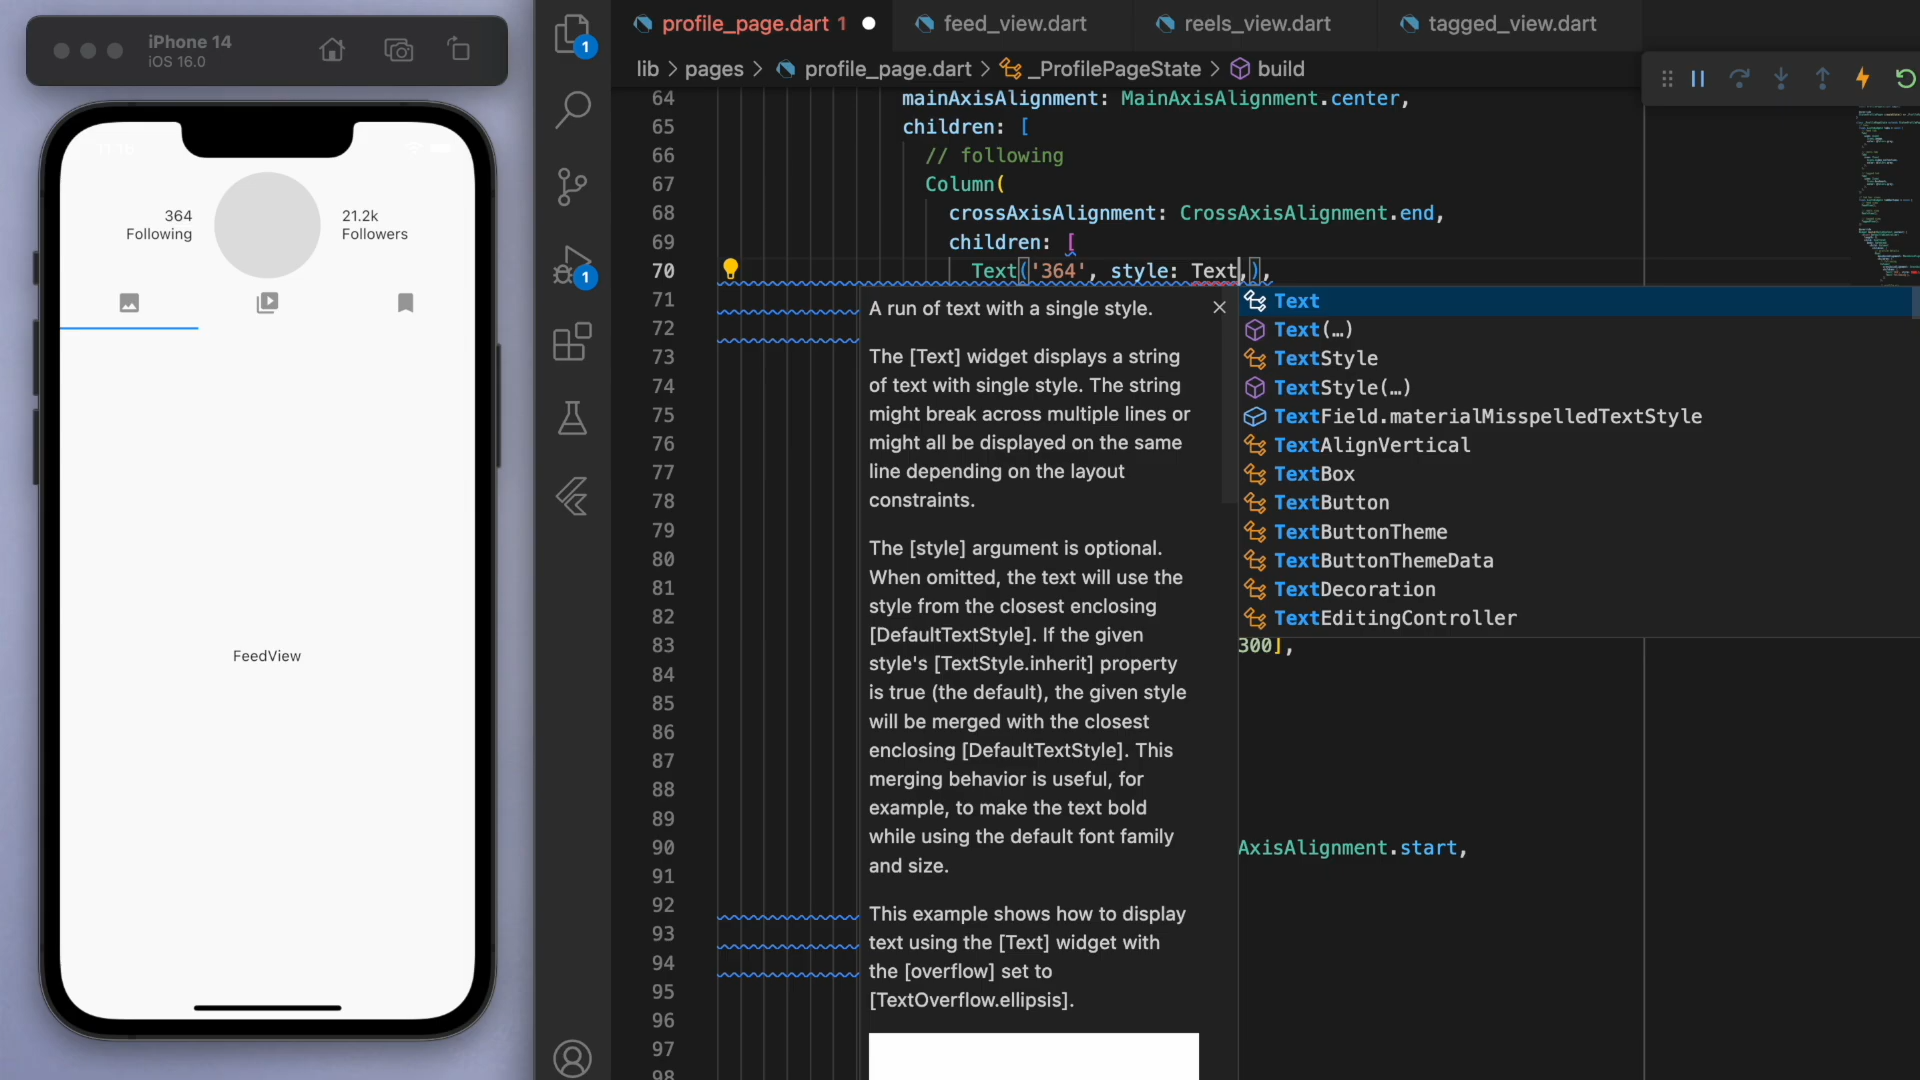 iPhone 14
iOS 16.0
364
Following
21.2k
Followers
FeedView
1
1
profile_page.dart 1
feed_view.dart
reels_view.dart
tagged_view.dart
lib > pages > profile_page.dart > _ProfilePageState > build
64 mainAxisAlignment: MainAxisAlignment.center,
65 children: [
66 // following
67 Column(
68 crossAxisAlignment: CrossAxisAlignment.end,
69 children: [
70 Text('364', style: Text,),
71
72
73
74
75
76
77
78
79
80
81
82
83 300],
84
85
86
87
88
89
90 AxisAlignment.start,
91
92
93
94
95
96
97
98
A run of text with a single style.
The [Text] widget displays a string
of text with single style. The string
might break across multiple lines or
might all be displayed on the same
line depending on the layout
constraints.
The [style] argument is optional.
When omitted, the text will use the
style from the closest enclosing
[DefaultTextStyle]. If the given
style's [TextStyle.inherit] property
is true (the default), the given style
will be merged with the closest
enclosing [DefaultTextStyle]. This
merging behavior is useful, for
example, to make the text bold
while using the default font family
and size.
This example shows how to display
text using the [Text] widget with
the [overflow] set to
[TextOverflow.ellipsis].
Text
Text(…)
TextStyle
TextStyle(…)
TextField.materialMisspelledTextStyle
TextAlignVertical
TextBox
TextButton
TextButtonTheme
TextButtonThemeData
TextDecoration
TextEditingController